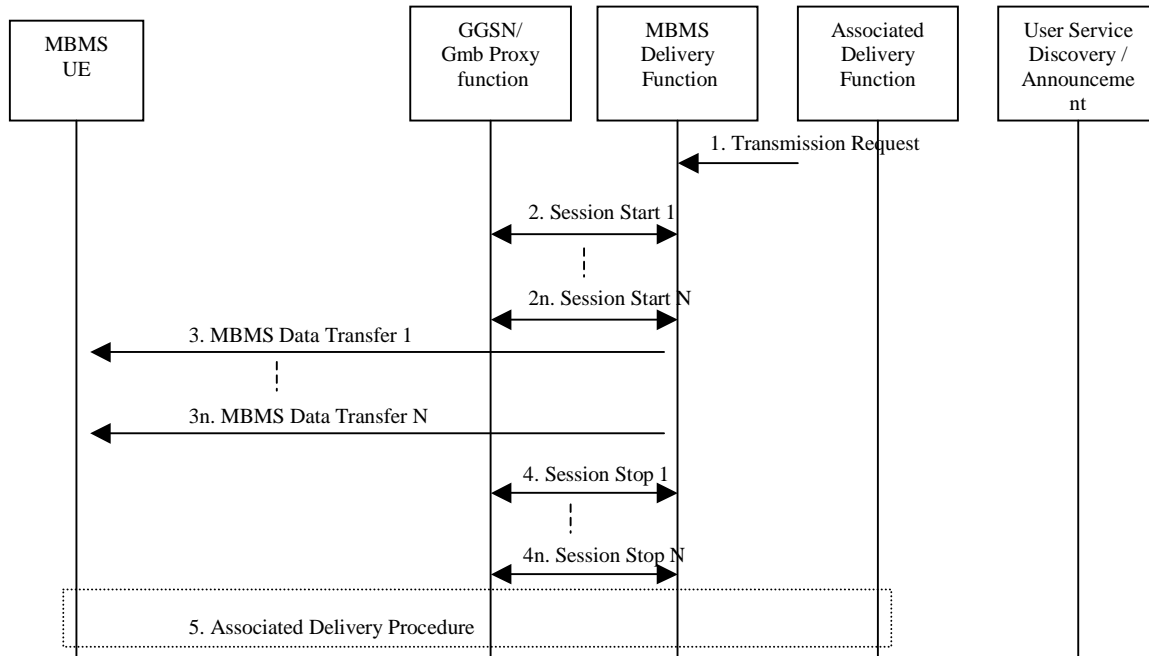 MBMS
UE
GGSN/
Gmb Proxy
function
MBMS
Delivery
Function
Associated
Delivery
Function
User Service
Discovery /
Announceme
nt
1. Transmission Request
2. Session Start 1
2n. Session Start N
3. MBMS Data Transfer 1
3n. MBMS Data Transfer N
4. Session Stop 1
4n. Session Stop N
5. Associated Delivery Procedure